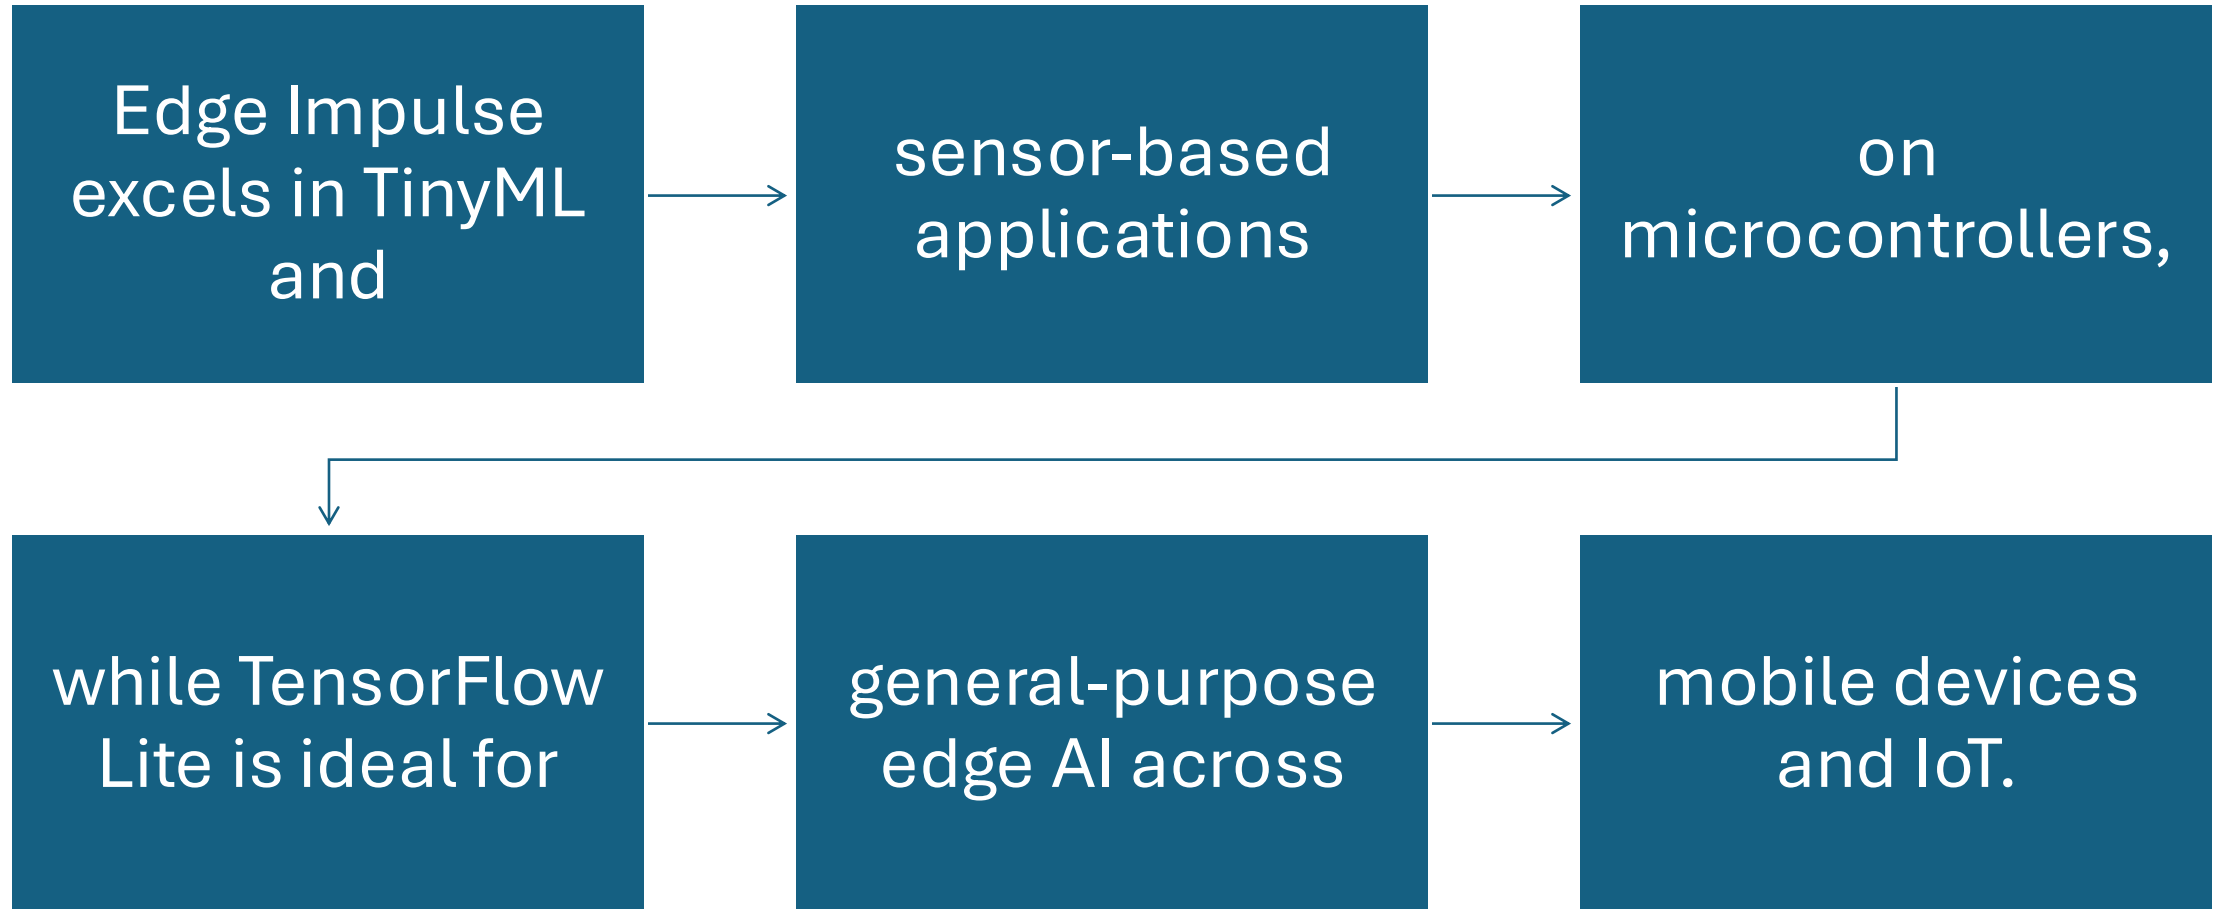 Edge Impulse
excels in TinyML
and
sensor-based
applications
on
microcontrollers,
while TensorFlow
Lite is ideal for
general-purpose
edge AI across
mobile devices
and IoT.